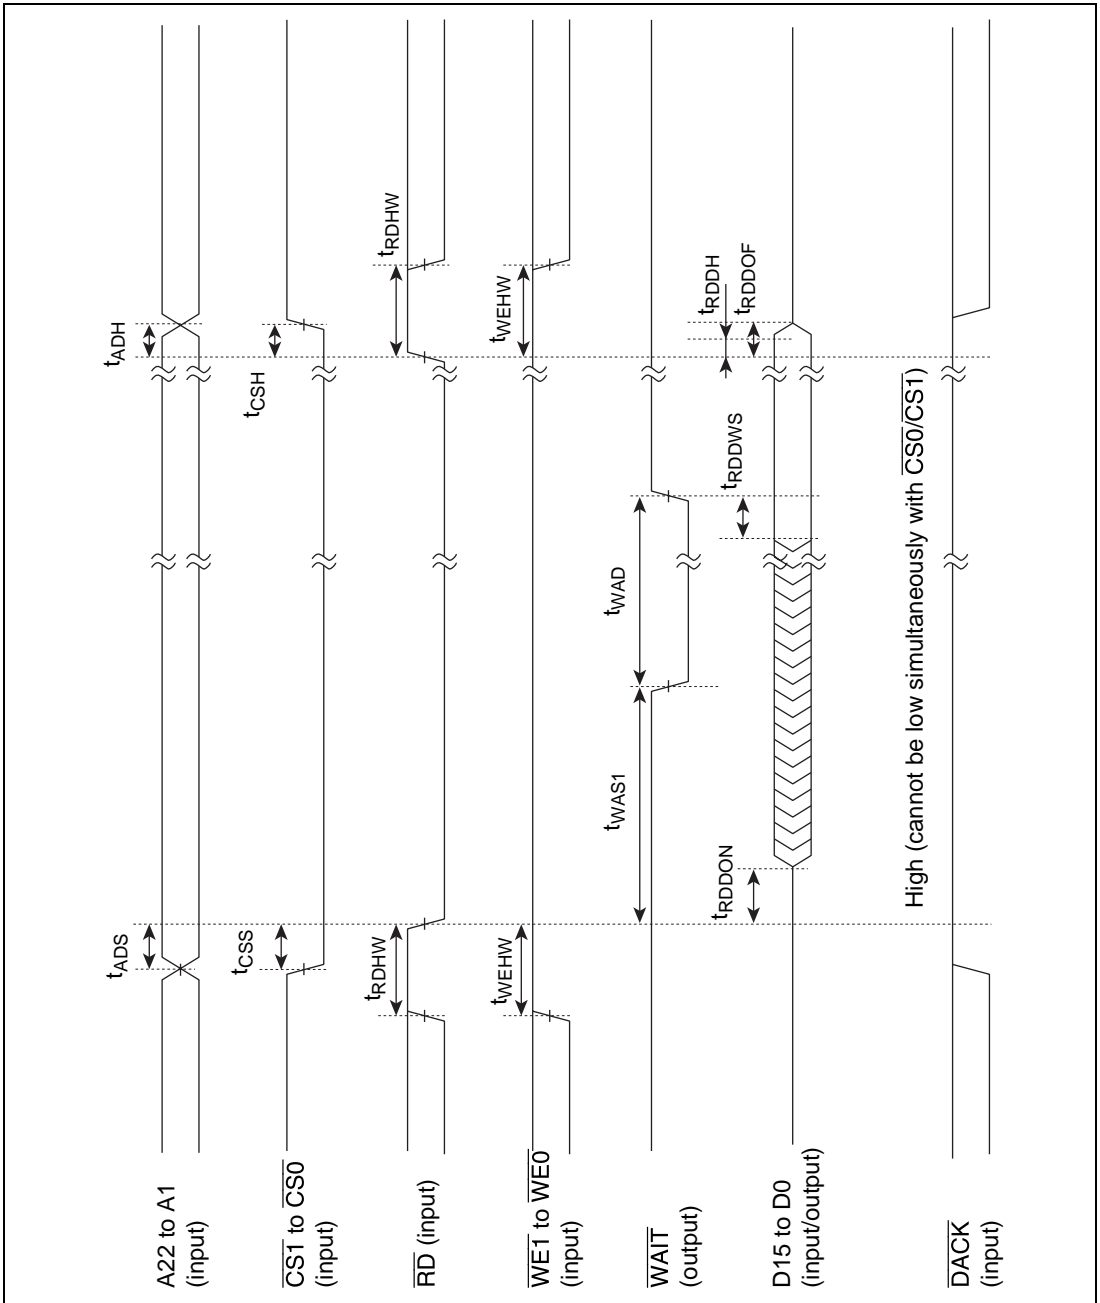 A22 to A1
(input)
tADS
tADH
CS1 to CS0
(input)
tCSS
tCSH
RD (input)
tRDHW
tRDHW
WE1 to WE0
(input)
tWEHW
tWEHW
WAIT
(output)
tWAS1
tWAD
D15 to D0
(input/output)
tRDDON
tRDDWS
tRDDH
tRDDOF
High (cannot be low simultaneously with CS0/CS1)
DACK
(input)